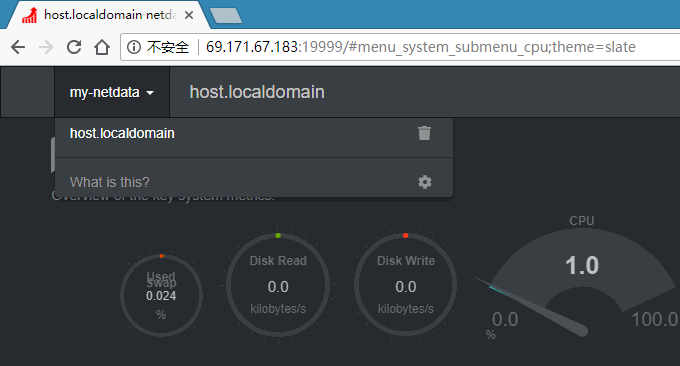 host.localdomain netda
不安全 69.171.67.183:19999/#menu_system_submenu_cpu;theme=slate
my-netdata host.localdomain
host.localdomain
What is this?
Overview of the key system metrics.
CPU
Used
Swap
0.024
%
Disk Read
0.0
kilobytes/s
Disk Write
0.0
kilobytes/s
1.0
0.0
100.0
%